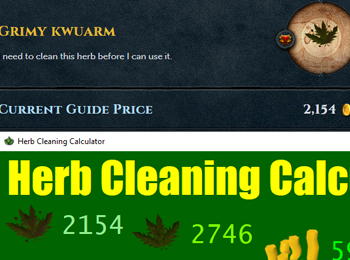 Grimy kwuarm
need to clean this herb before I can use it.
Current Guide Price 2,154
Herb Cleaning Calculator
Herb Cleaning Calc
2154 2746